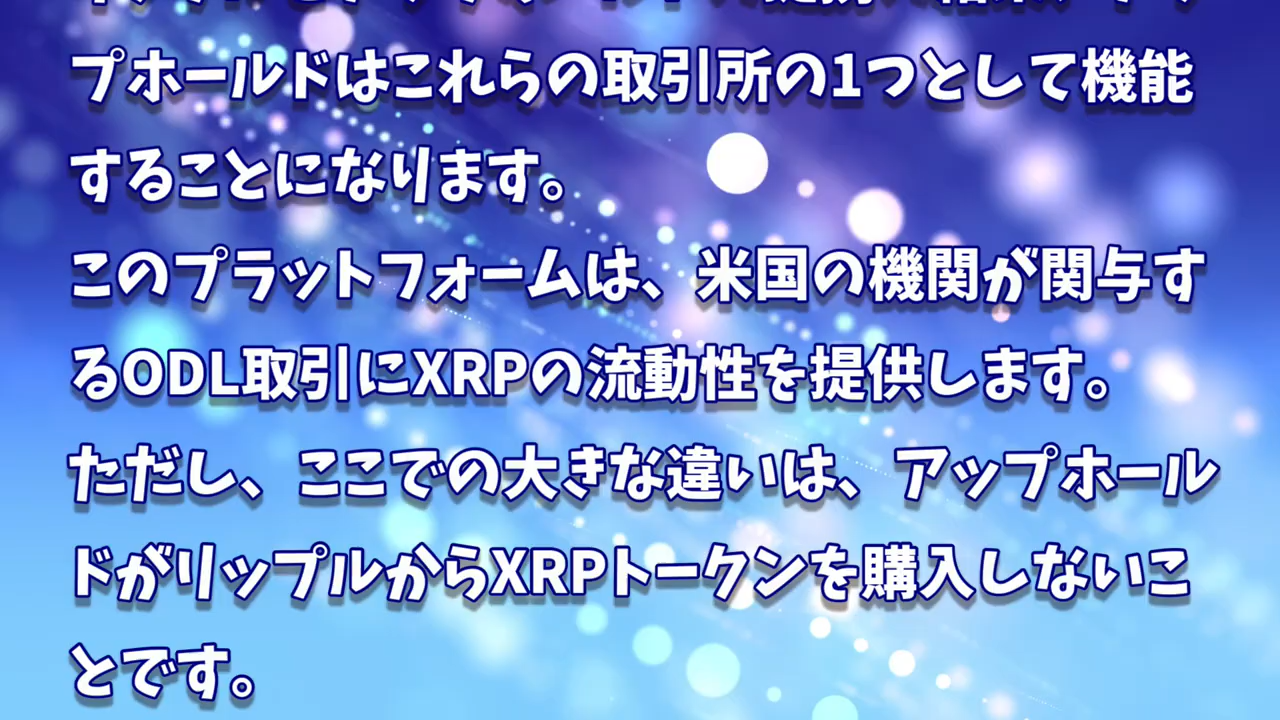 プホールドはこれらの取引所の1つとして機能
することになります。
このプラットフォームは、米国の機関が関与す
るODL取引にXRPの流動性を提供します。
ただし、ここでの大きな違いは、アップホール
ドがリップルからXRPトークンを購入しないこ
とです。